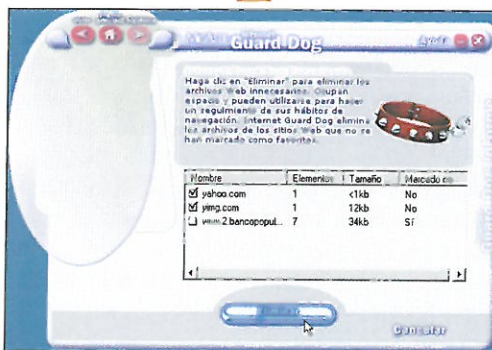 Guard Dog
Ayuda
Haga clic en "Eliminar" para eliminar los
archivos Web innecesarios. Ocupan
espacio y pueden utilizarse para hacer
un seguimiento de sus hábitos de
navegación. Internet Guard Dog elimina
los archivos de los sitios Web que no se
han marcado como favoritos.
Nombre Elementos Tamaño Marcado co
yahoo.com 1 <1kb No
yimg.com 1 12kb No
www2.bancopopul... 7 34kb Sí
Eliminar
Cancelar